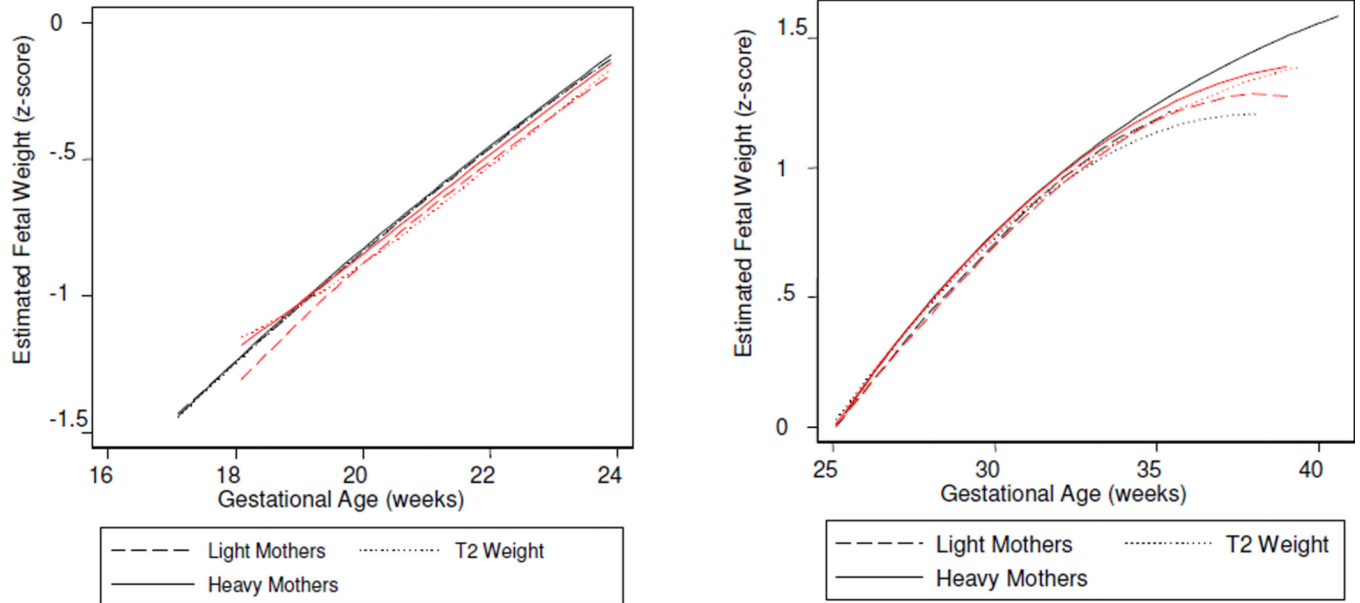 Estimated Fetal Weight (z-score)
0
-.5
-1
-1.5
16 18 20 22 24
Gestational Age (weeks)
Light Mothers T2 Weight
Heavy Mothers
Estimated Fetal Weight (z-score)
1.5
1
.5
0
25 30 35 40
Gestational Age (weeks)
Light Mothers T2 Weight
Heavy Mothers